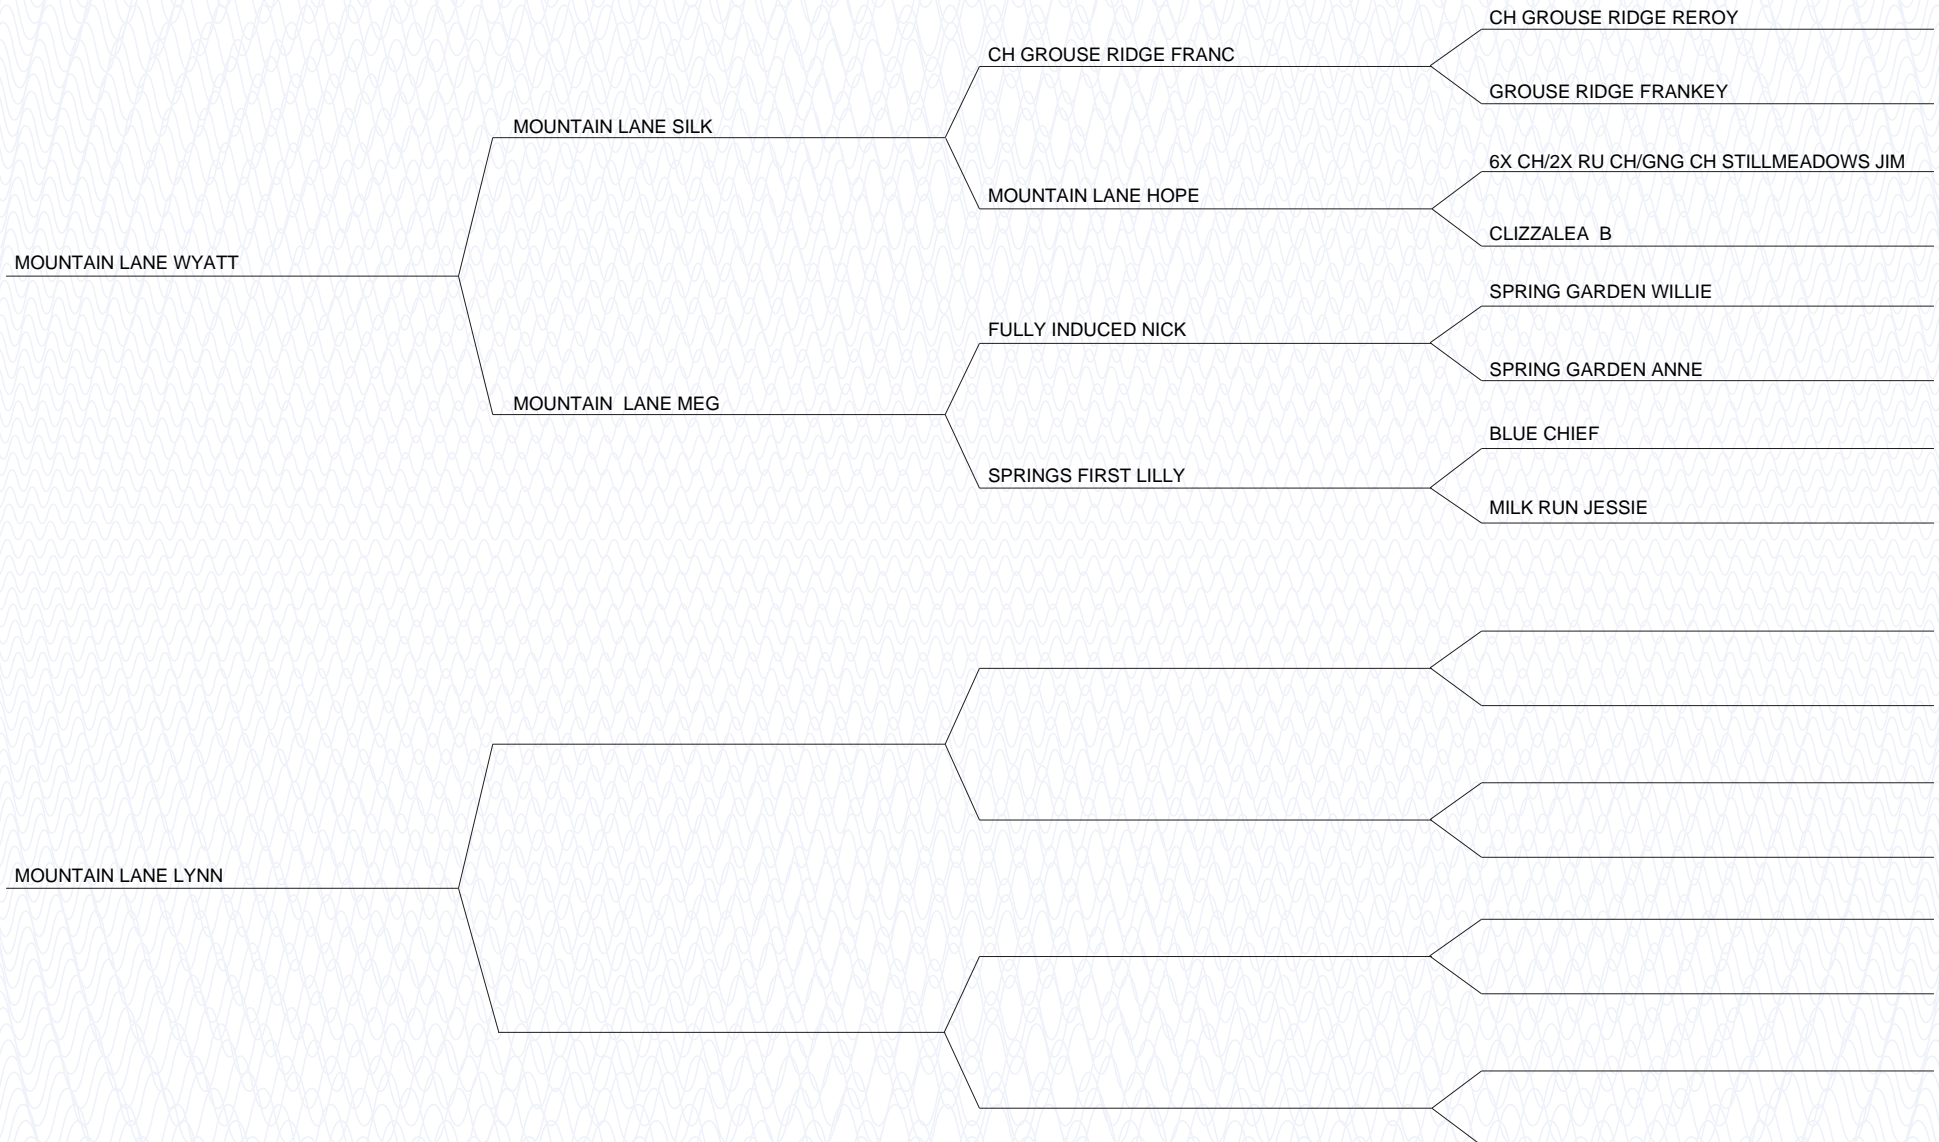 CH GROUSE RIDGE REROY
CH GROUSE RIDGE FRANC
GROUSE RIDGE FRANKEY
MOUNTAIN LANE SILK
6X CH/2X RU CH/GNG CH STILLMEADOWS JIM
MOUNTAIN LANE HOPE
CLIZZALEA  B
MOUNTAIN LANE WYATT
SPRING GARDEN WILLIE
FULLY INDUCED NICK
SPRING GARDEN ANNE
MOUNTAIN  LANE MEG
BLUE CHIEF
SPRINGS FIRST LILLY
MILK RUN JESSIE
MOUNTAIN LANE LYNN